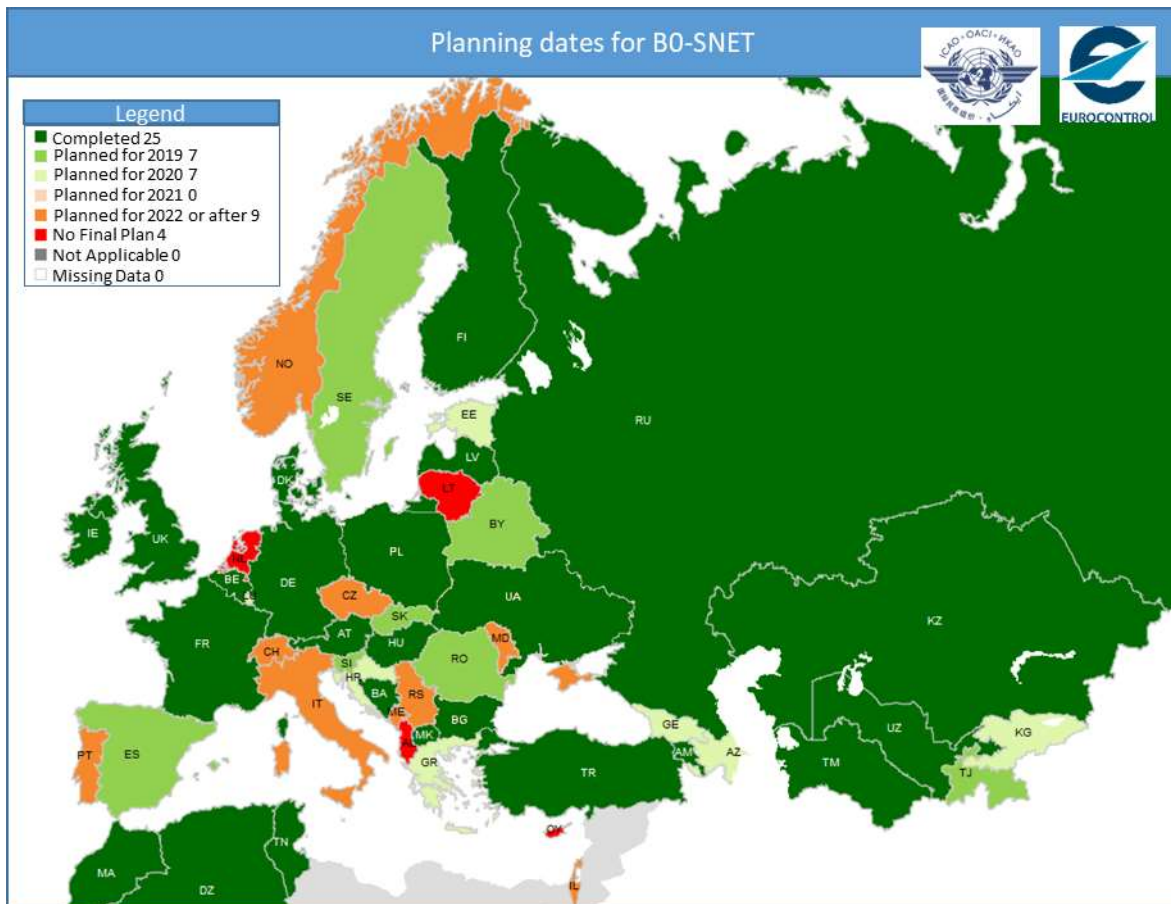 Planning dates for B0-SNET
ICAO • OACI • ИКАО
EUROCONTROL
Legend
Completed 25
Planned for 2019 7
Planned for 2020 7
Planned for 2021 0
Planned for 2022 or after 9
No Final Plan 4
Not Applicable 0
Missing Data 0
FI
NO
SE
RU
EE
LV
DK
LT
IE
UK
BY
NL
PL
BE
DE
CZ
UA
KZ
SK
FR
AT
HU
MD
CH
SI
RO
HR
IT
BA
RS
ME
BG
UZ
GE
KG
MK
AM
AZ
PT
ES
GR
TR
TM
TJ
CY
TN
MA
DZ
IL